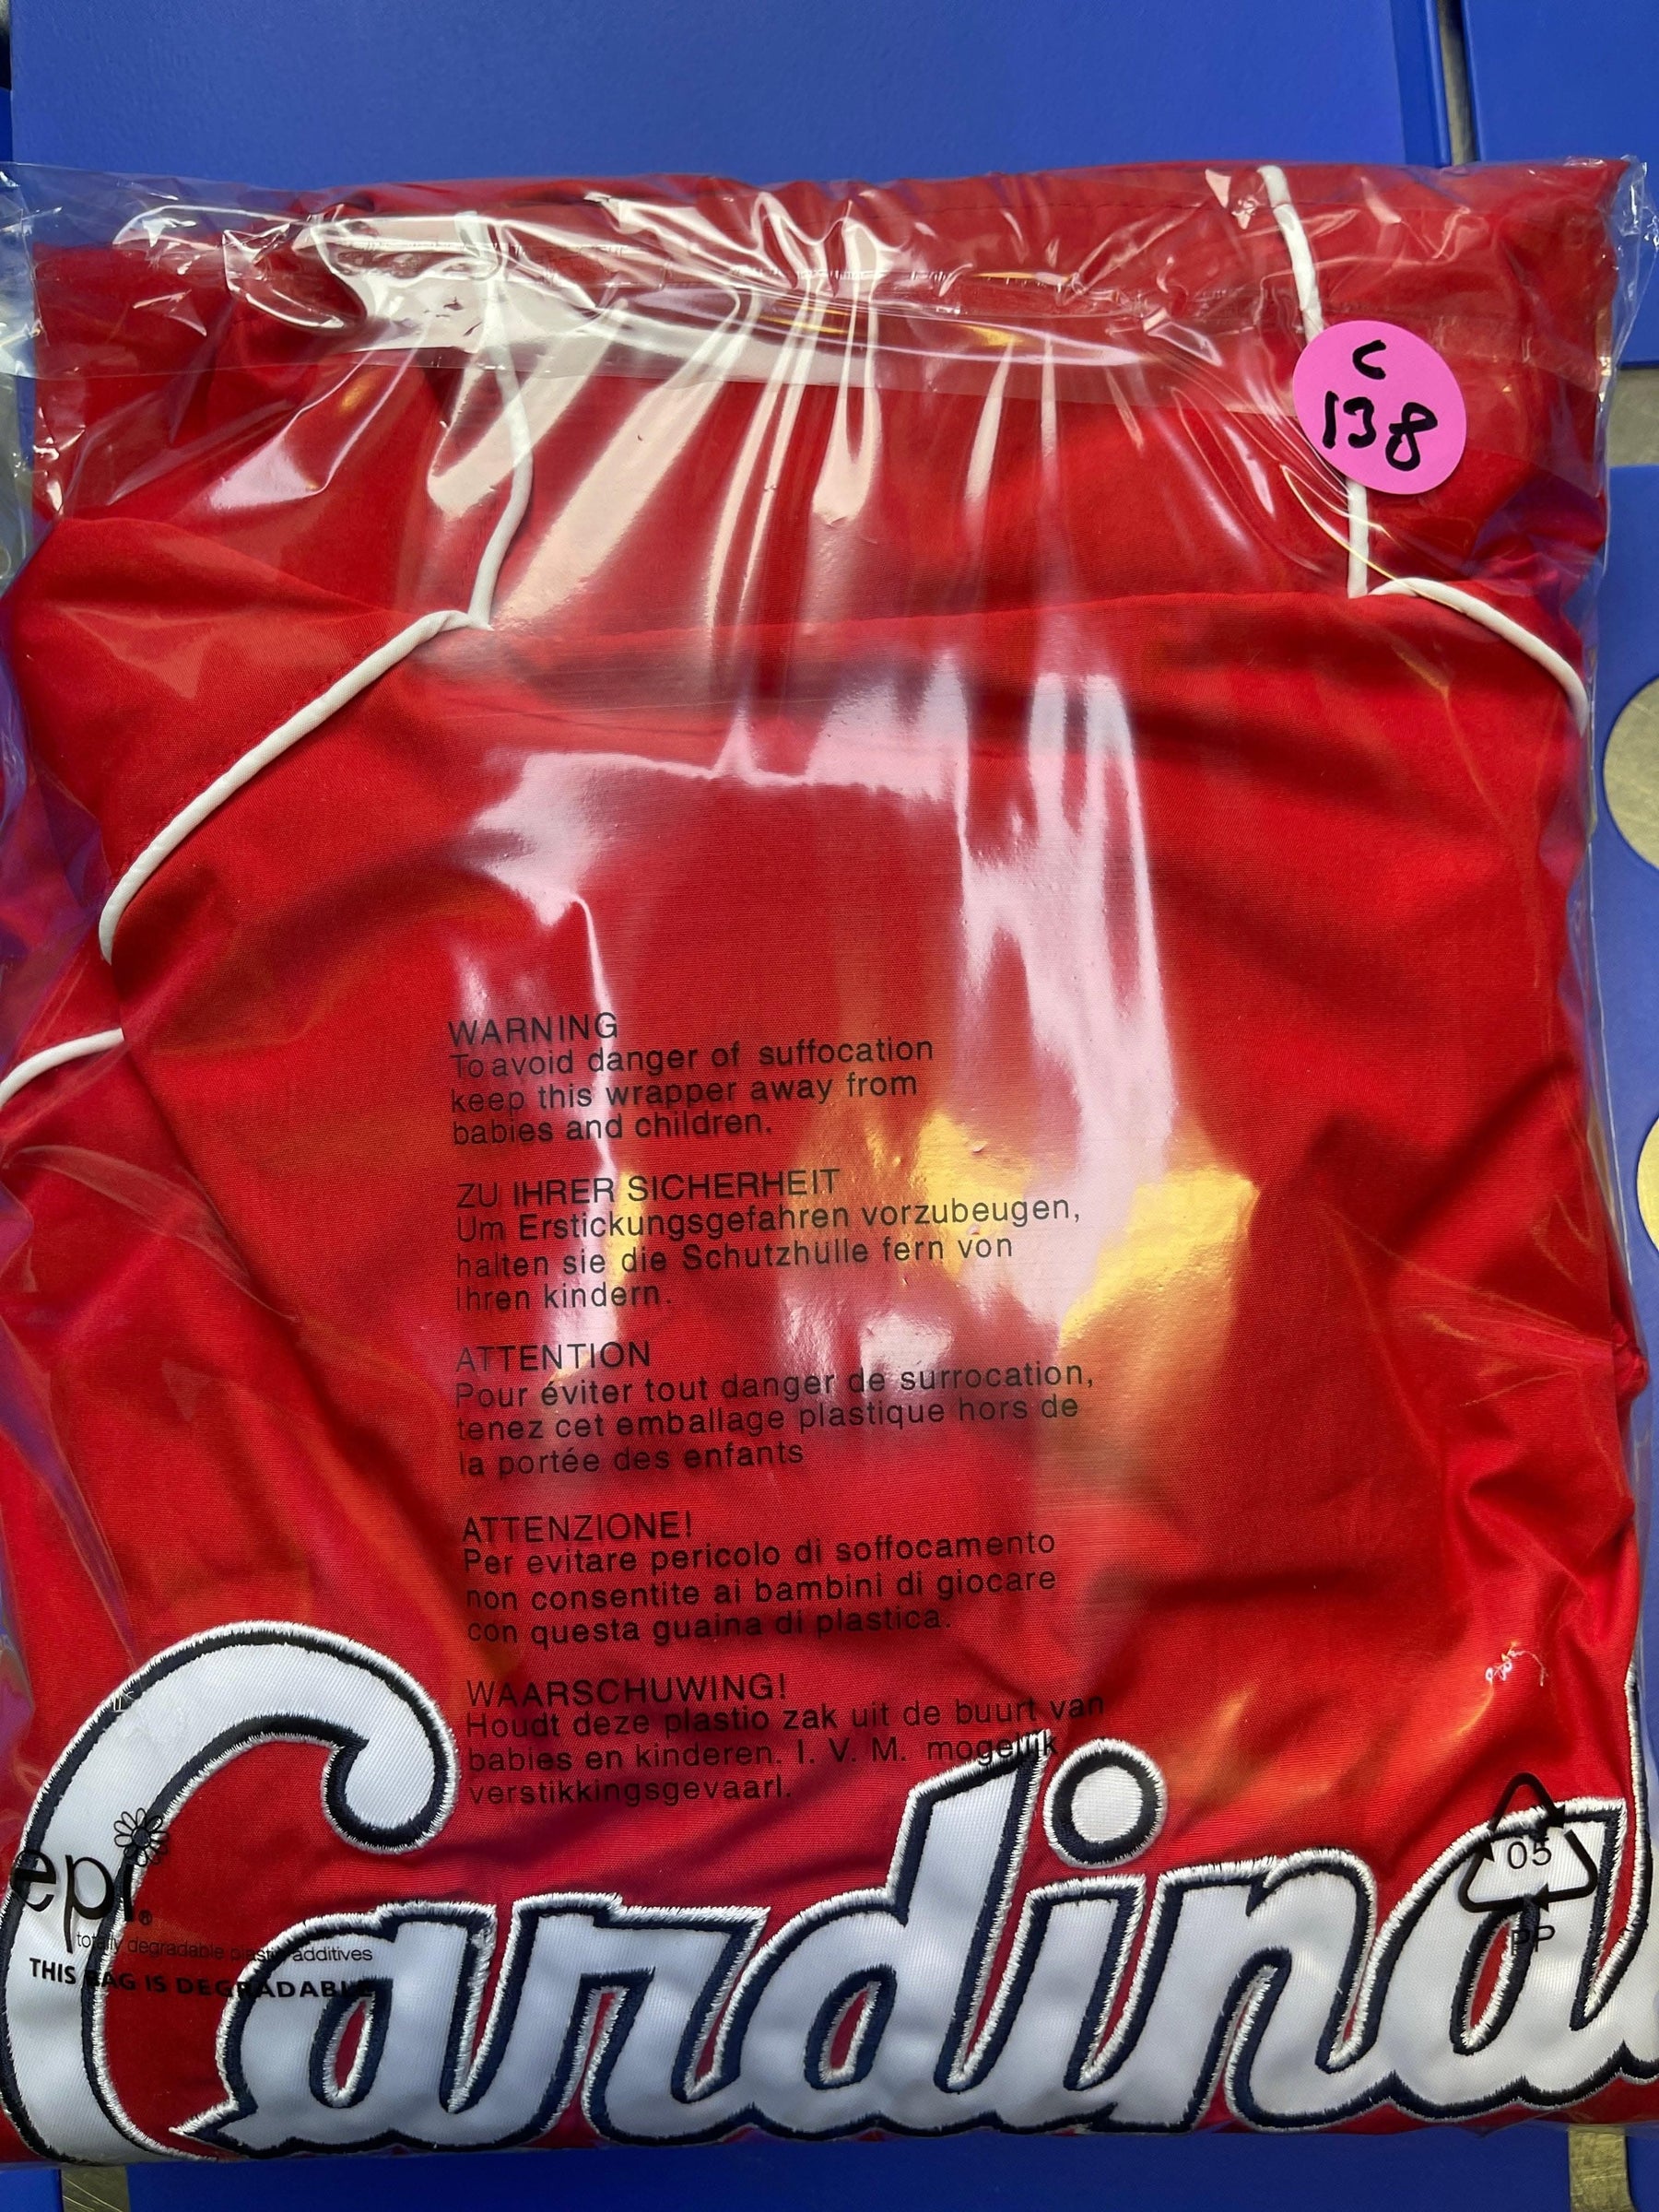 C
138
WARNING
To avoid danger of suffocation
keep this wrapper away from
babies and children.
ZU IHRER SICHERHEIT
Um Erstickungsgefahren vorzubeugen,
halten sie die Schutzhulle fern von
Ihren kindern.
ATTENTION
Pour éviter tout danger de surrocation,
tenez cet emballage plastique hors de
la portée des enfants
ATTENZIONE!
Per evitare pericolo di soffocamento
non consentite ai bambini di giocare
con questa guaina di plastica.
WAARSCHUWING!
Houdt deze plastio zak uit de buurt van
babies en kinderen. I. V. M. mogelijk
verstikkingsgevaarl.
epi®
totally degradable plastic additives
THIS BAG IS DEGRADABLE
05
PP
Cardinal